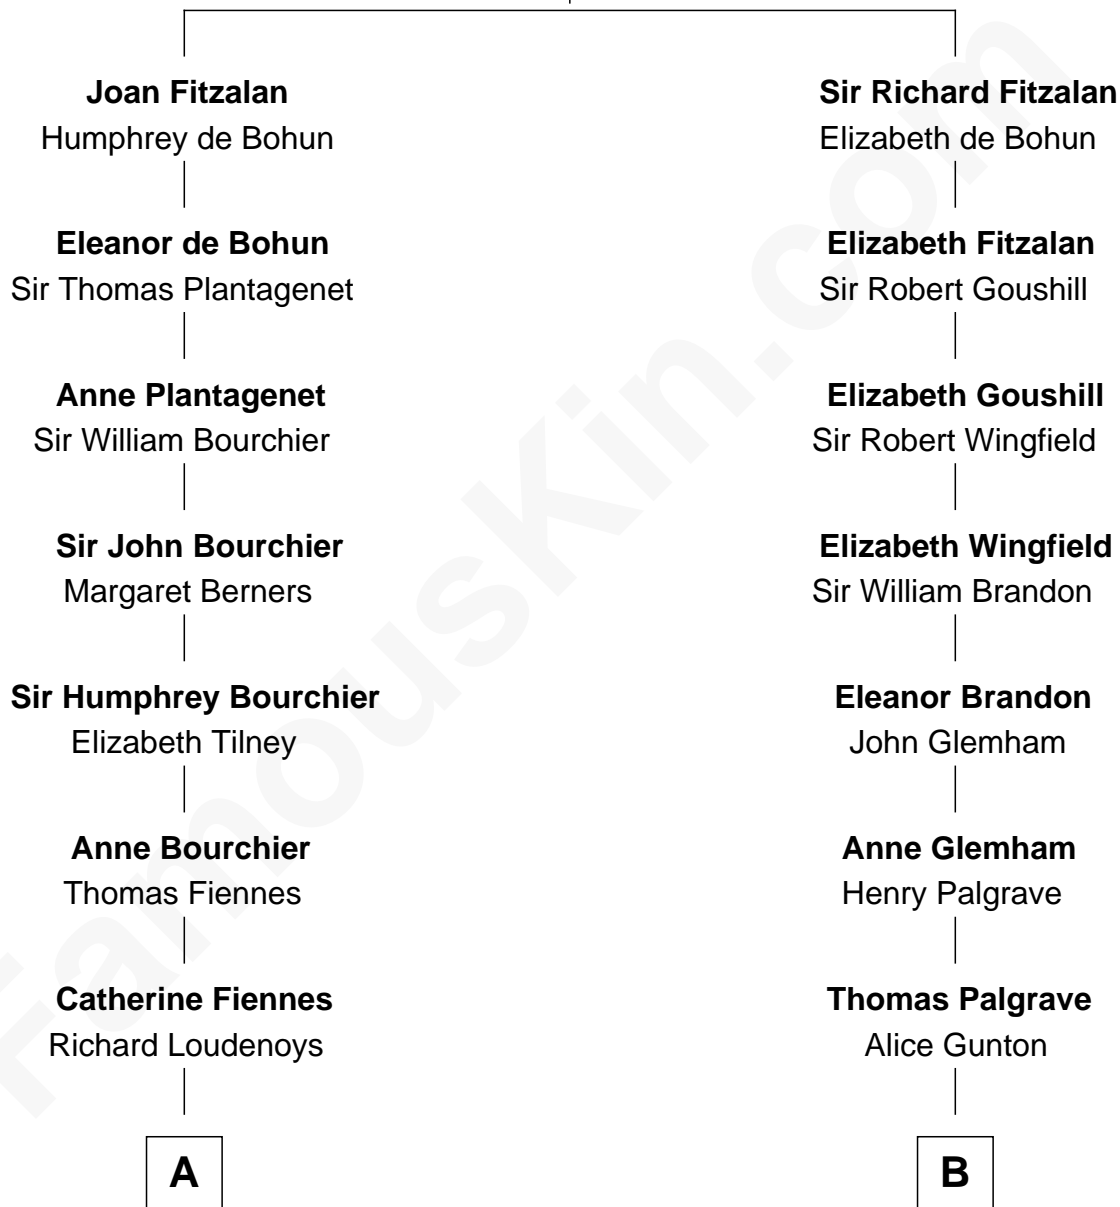 Joan Fitzalan
Humphrey de Bohun
Eleanor de Bohun
Sir Thomas Plantagenet
Anne Plantagenet
Sir William Bourchier
Sir John Bourchier
Margaret Berners
Sir Humphrey Bourchier
Elizabeth Tilney
Anne Bourchier
Thomas Fiennes
Catherine Fiennes
Richard Loudenoys
A
Sir Richard Fitzalan
Elizabeth de Bohun
Elizabeth Fitzalan
Sir Robert Goushill
Elizabeth Goushill
Sir Robert Wingfield
Elizabeth Wingfield
Sir William Brandon
Eleanor Brandon
John Glemham
Anne Glemham
Henry Palgrave
Thomas Palgrave
Alice Gunton
B
FamousKin.com